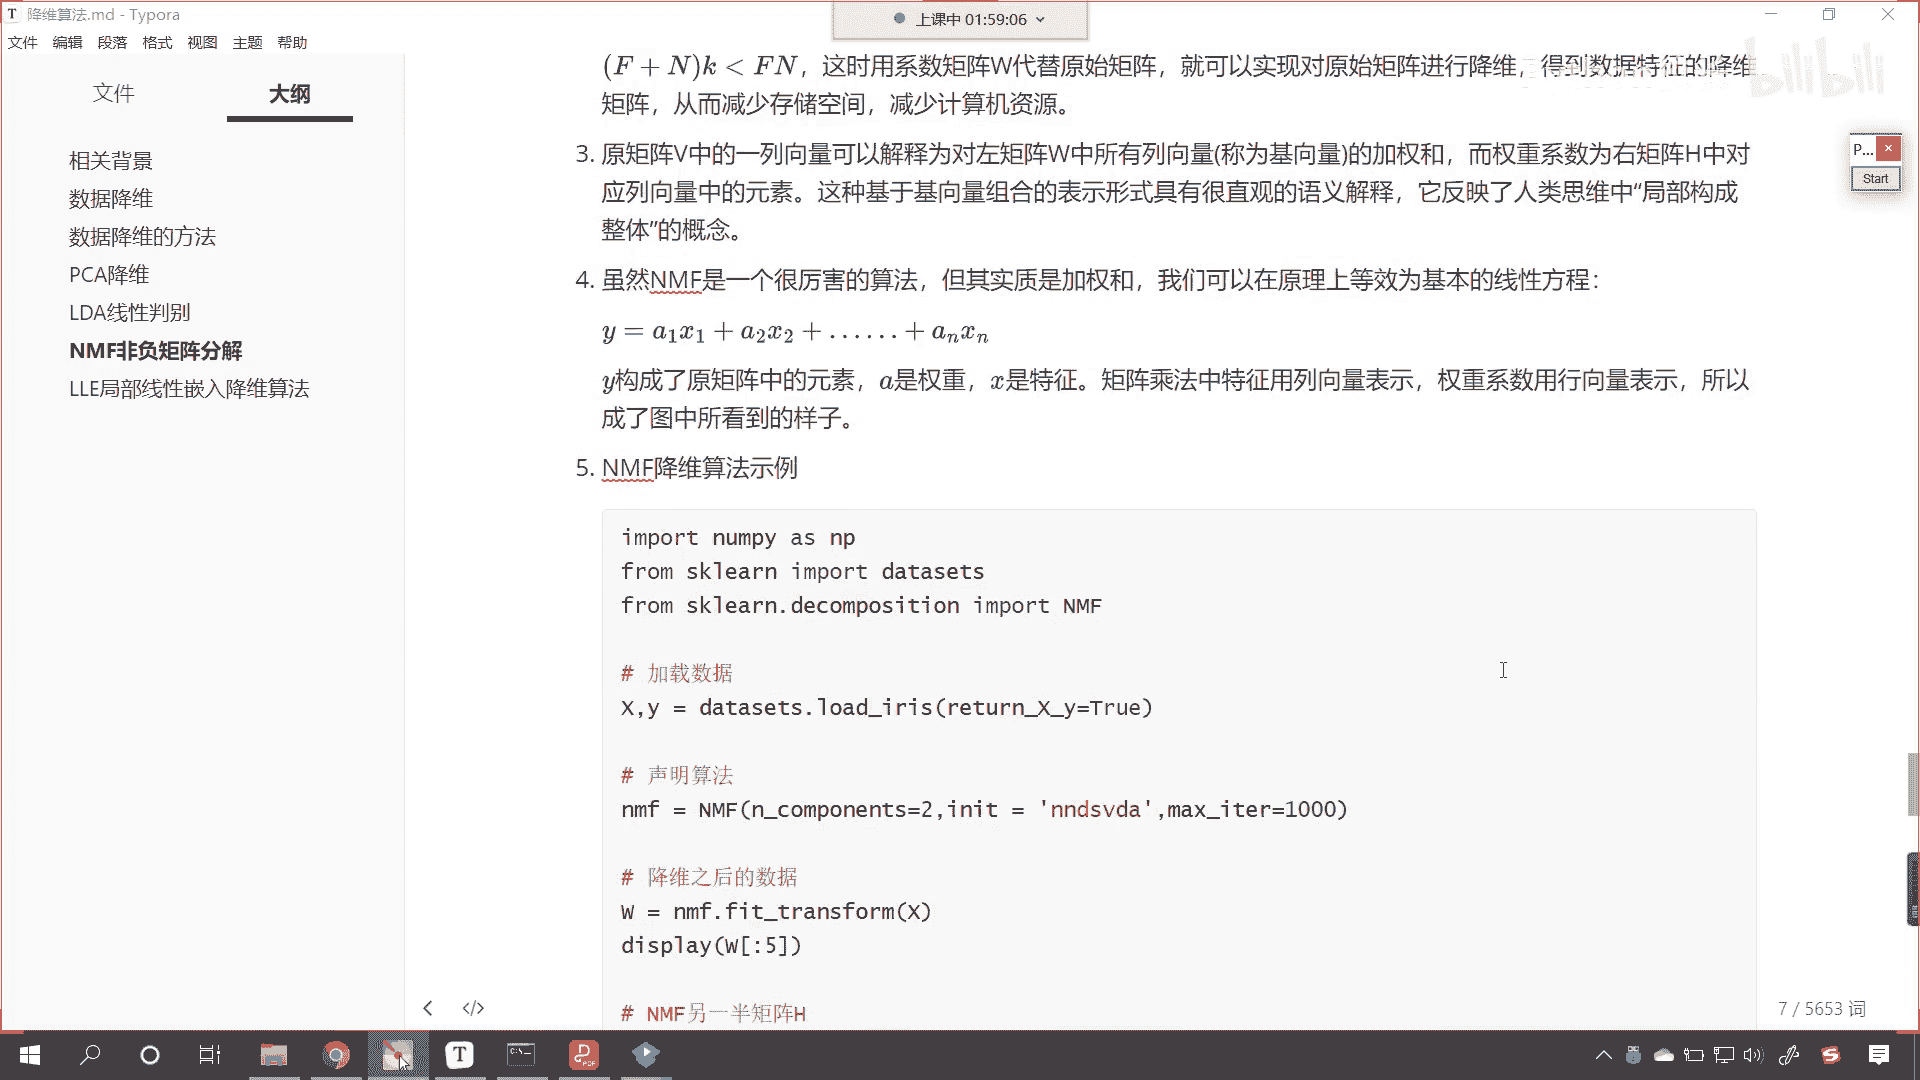 降维算法.md - Typora
上课中 01:59:06
文件 编辑 段落 格式 视图 主题 帮助
文件 大纲
相关背景
数据降维
数据降维的方法
PCA降维
LDA线性判别
NMF非负矩阵分解
LLE局部线性嵌入降维算法
(F + N)k < FN，这时用系数矩阵W代替原始矩阵，就可以实现对原始矩阵进行降维，得到数据特征的降维
矩阵，从而减少存储空间，减少计算机资源。
3. 原矩阵V中的一列向量可以解释为对左矩阵W中所有列向量(称为基向量)的加权和，而权重系数为右矩阵H中对
应列向量中的元素。这种基于基向量组合的表示形式具有很直观的语义解释，它反映了人类思维中“局部构成
整体”的概念。
4. 虽然NMF是一个很厉害的算法，但其实质是加权和，我们可以在原理上等效为基本的线性方程：
y = a₁x₁ + a₂x₂ + ...... + aₙxₙ
y构成了原矩阵中的元素，a是权重，x是特征。矩阵乘法中特征用列向量表示，权重系数用行向量表示，所以
成了图中所看到的样子。
5. NMF降维算法示例
import numpy as np
from sklearn import datasets
from sklearn.decomposition import NMF
# 加载数据
X,y = datasets.load_iris(return_X_y=True)
# 声明算法
nmf = NMF(n_components=2,init = 'nndsvda',max_iter=1000)
# 降维之后的数据
W = nmf.fit_transform(X)
display(W[:5])
# NMF另一半矩阵H
7 / 5653 词
bilibili
P...
Start